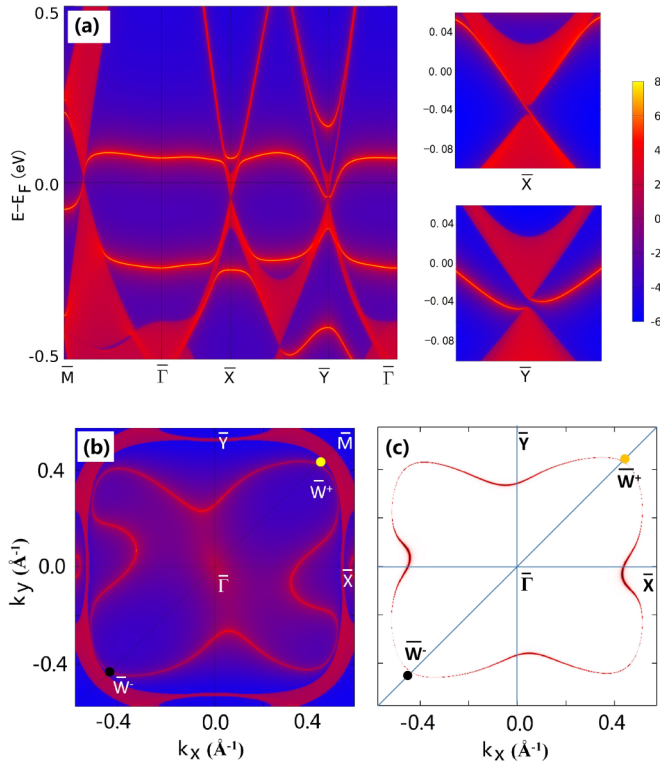 (a)
E-E_F (eV)
0.5
0.0
-0.5
M̅ Γ̅ X̅ Y̅ Γ̅
0.04
0.00
-0.04
-0.08
X̅
0.04
0.00
-0.04
-0.08
Y̅
8
6
4
2
0
-2
-4
-6
(b)
Y̅ M̅
W̅⁺
Γ̅ X̅
W̅⁻
k_y (Å⁻¹)
0.4
0.0
-0.4
-0.4 0.0 0.4
k_x (Å⁻¹)
(c)
Y̅
W̅⁺
Γ̅ X̅
W̅⁻
-0.4 0.0 0.4
k_x (Å⁻¹)